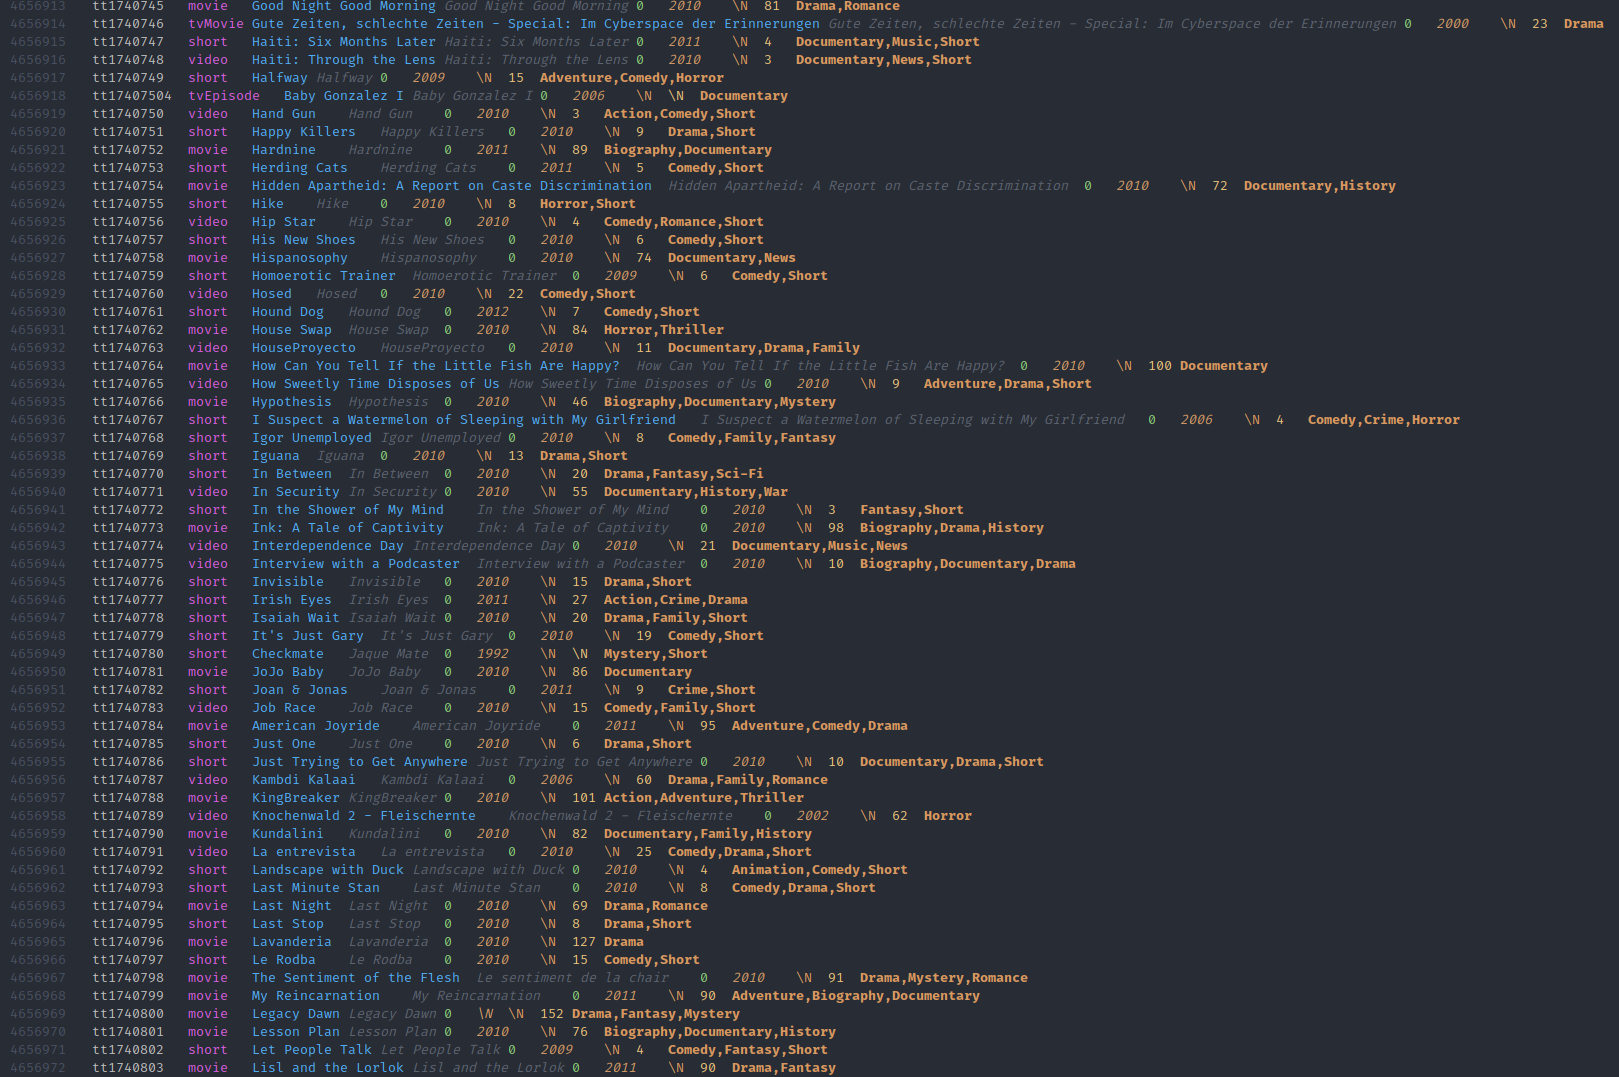 4656913 tt1740745 movie Good Night Good Morning Good Night Good Morning 0 2010 \N 81 Drama,Romance
4656914 tt1740746 tvMovie Gute Zeiten, schlechte Zeiten - Special: Im Cyberspace der Erinnerungen Gute Zeiten, schlechte Zeiten - Special: Im Cyberspace der Erinnerungen 0 2000 \N 23 Drama
4656915 tt1740747 short Haiti: Six Months Later Haiti: Six Months Later 0 2011 \N 4 Documentary,Music,Short
4656916 tt1740748 video Haiti: Through the Lens Haiti: Through the Lens 0 2010 \N 3 Documentary,News,Short
4656917 tt1740749 short Halfway Halfway 0 2009 \N 15 Adventure,Comedy,Horror
4656918 tt17407504 tvEpisode Baby Gonzalez I Baby Gonzalez I 0 2006 \N \N Documentary
4656919 tt1740750 video Hand Gun Hand Gun 0 2010 \N 3 Action,Comedy,Short
4656920 tt1740751 short Happy Killers Happy Killers 0 2010 \N 9 Drama,Short
4656921 tt1740752 movie Hardnine Hardnine 0 2011 \N 89 Biography,Documentary
4656922 tt1740753 short Herding Cats Herding Cats 0 2011 \N 5 Comedy,Short
4656923 tt1740754 movie Hidden Apartheid: A Report on Caste Discrimination Hidden Apartheid: A Report on Caste Discrimination 0 2010 \N 72 Documentary,History
4656924 tt1740755 short Hike Hike 0 2010 \N 8 Horror,Short
4656925 tt1740756 video Hip Star Hip Star 0 2010 \N 4 Comedy,Romance,Short
4656926 tt1740757 short His New Shoes His New Shoes 0 2010 \N 6 Comedy,Short
4656927 tt1740758 movie Hispanosophy Hispanosophy 0 2010 \N 74 Documentary,News
4656928 tt1740759 short Homoerotic Trainer Homoerotic Trainer 0 2009 \N 6 Comedy,Short
4656929 tt1740760 video Hosed Hosed 0 2010 \N 22 Comedy,Short
4656930 tt1740761 short Hound Dog Hound Dog 0 2012 \N 7 Comedy,Short
4656931 tt1740762 movie House Swap House Swap 0 2010 \N 84 Horror,Thriller
4656932 tt1740763 video HouseProyecto HouseProyecto 0 2010 \N 11 Documentary,Drama,Family
4656933 tt1740764 movie How Can You Tell If the Little Fish Are Happy? How Can You Tell If the Little Fish Are Happy? 0 2010 \N 100 Documentary
4656934 tt1740765 video How Sweetly Time Disposes of Us How Sweetly Time Disposes of Us 0 2010 \N 9 Adventure,Drama,Short
4656935 tt1740766 movie Hypothesis Hypothesis 0 2010 \N 46 Biography,Documentary,Mystery
4656936 tt1740767 short I Suspect a Watermelon of Sleeping with My Girlfriend I Suspect a Watermelon of Sleeping with My Girlfriend 0 2006 \N 4 Comedy,Crime,Horror
4656937 tt1740768 short Igor Unemployed Igor Unemployed 0 2010 \N 8 Comedy,Family,Fantasy
4656938 tt1740769 short Iguana Iguana 0 2010 \N 13 Drama,Short
4656939 tt1740770 short In Between In Between 0 2010 \N 20 Drama,Fantasy,Sci-Fi
4656940 tt1740771 video In Security In Security 0 2010 \N 55 Documentary,History,War
4656941 tt1740772 short In the Shower of My Mind In the Shower of My Mind 0 2010 \N 3 Fantasy,Short
4656942 tt1740773 movie Ink: A Tale of Captivity Ink: A Tale of Captivity 0 2010 \N 98 Biography,Drama,History
4656943 tt1740774 video Interdependence Day Interdependence Day 0 2010 \N 21 Documentary,Music,News
4656944 tt1740775 video Interview with a Podcaster Interview with a Podcaster 0 2010 \N 10 Biography,Documentary,Drama
4656945 tt1740776 short Invisible Invisible 0 2010 \N 15 Drama,Short
4656946 tt1740777 short Irish Eyes Irish Eyes 0 2011 \N 27 Action,Crime,Drama
4656947 tt1740778 short Isaiah Wait Isaiah Wait 0 2010 \N 20 Drama,Family,Short
4656948 tt1740779 short It's Just Gary It's Just Gary 0 2010 \N 19 Comedy,Short
4656949 tt1740780 short Checkmate Jaque Mate 0 1992 \N \N Mystery,Short
4656950 tt1740781 movie JoJo Baby JoJo Baby 0 2010 \N 86 Documentary
4656951 tt1740782 short Joan & Jonas Joan & Jonas 0 2011 \N 9 Crime,Short
4656952 tt1740783 video Job Race Job Race 0 2010 \N 15 Comedy,Family,Short
4656953 tt1740784 movie American Joyride American Joyride 0 2011 \N 95 Adventure,Comedy,Drama
4656954 tt1740785 short Just One Just One 0 2010 \N 6 Drama,Short
4656955 tt1740786 short Just Trying to Get Anywhere Just Trying to Get Anywhere 0 2010 \N 10 Documentary,Drama,Short
4656956 tt1740787 video Kambdi Kalaai Kambdi Kalaai 0 2006 \N 60 Drama,Family,Romance
4656957 tt1740788 movie KingBreaker KingBreaker 0 2010 \N 101 Action,Adventure,Thriller
4656958 tt1740789 video Knochenwald 2 - Fleischernte Knochenwald 2 - Fleischernte 0 2002 \N 62 Horror
4656959 tt1740790 movie Kundalini Kundalini 0 2010 \N 82 Documentary,Family,History
4656960 tt1740791 video La entrevista La entrevista 0 2010 \N 25 Comedy,Drama,Short
4656961 tt1740792 short Landscape with Duck Landscape with Duck 0 2010 \N 4 Animation,Comedy,Short
4656962 tt1740793 short Last Minute Stan Last Minute Stan 0 2010 \N 8 Comedy,Drama,Short
4656963 tt1740794 movie Last Night Last Night 0 2010 \N 69 Drama,Romance
4656964 tt1740795 short Last Stop Last Stop 0 2010 \N 8 Drama,Short
4656965 tt1740796 movie Lavanderia Lavanderia 0 2010 \N 127 Drama
4656966 tt1740797 short Le Rodba Le Rodba 0 2010 \N 15 Comedy,Short
4656967 tt1740798 movie The Sentiment of the Flesh Le sentiment de la chair 0 2010 \N 91 Drama,Mystery,Romance
4656968 tt1740799 movie My Reincarnation My Reincarnation 0 2011 \N 90 Adventure,Biography,Documentary
4656969 tt1740800 movie Legacy Dawn Legacy Dawn 0 \N \N 152 Drama,Fantasy,Mystery
4656970 tt1740801 movie Lesson Plan Lesson Plan 0 2010 \N 76 Biography,Documentary,History
4656971 tt1740802 short Let People Talk Let People Talk 0 2009 \N 4 Comedy,Fantasy,Short
4656972 tt1740803 movie Lisl and the Lorlok Lisl and the Lorlok 0 2011 \N 90 Drama,Fantasy